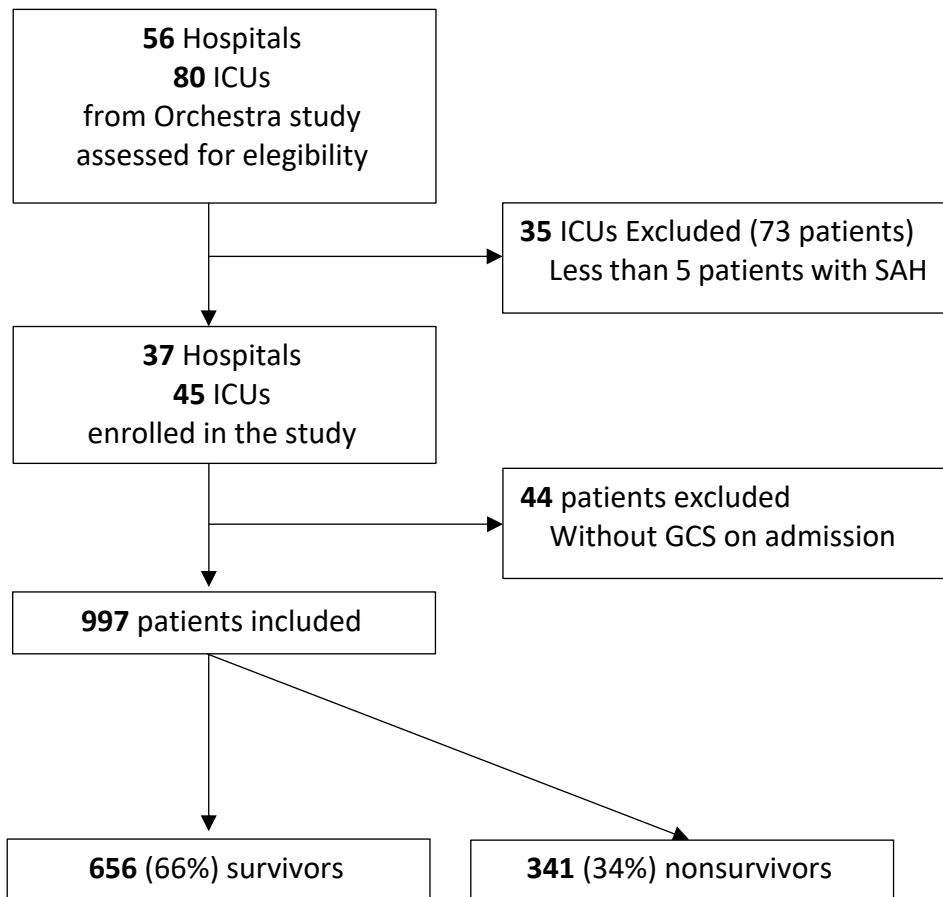 56 Hospitals
80 ICUs
from Orchestra study
assessed for elegibility
35 ICUs Excluded (73 patients)
Less than 5 patients with SAH
37 Hospitals
45 ICUs
enrolled in the study
44 patients excluded
Without GCS on admission
997 patients included
656 (66%) survivors
341 (34%) nonsurvivors